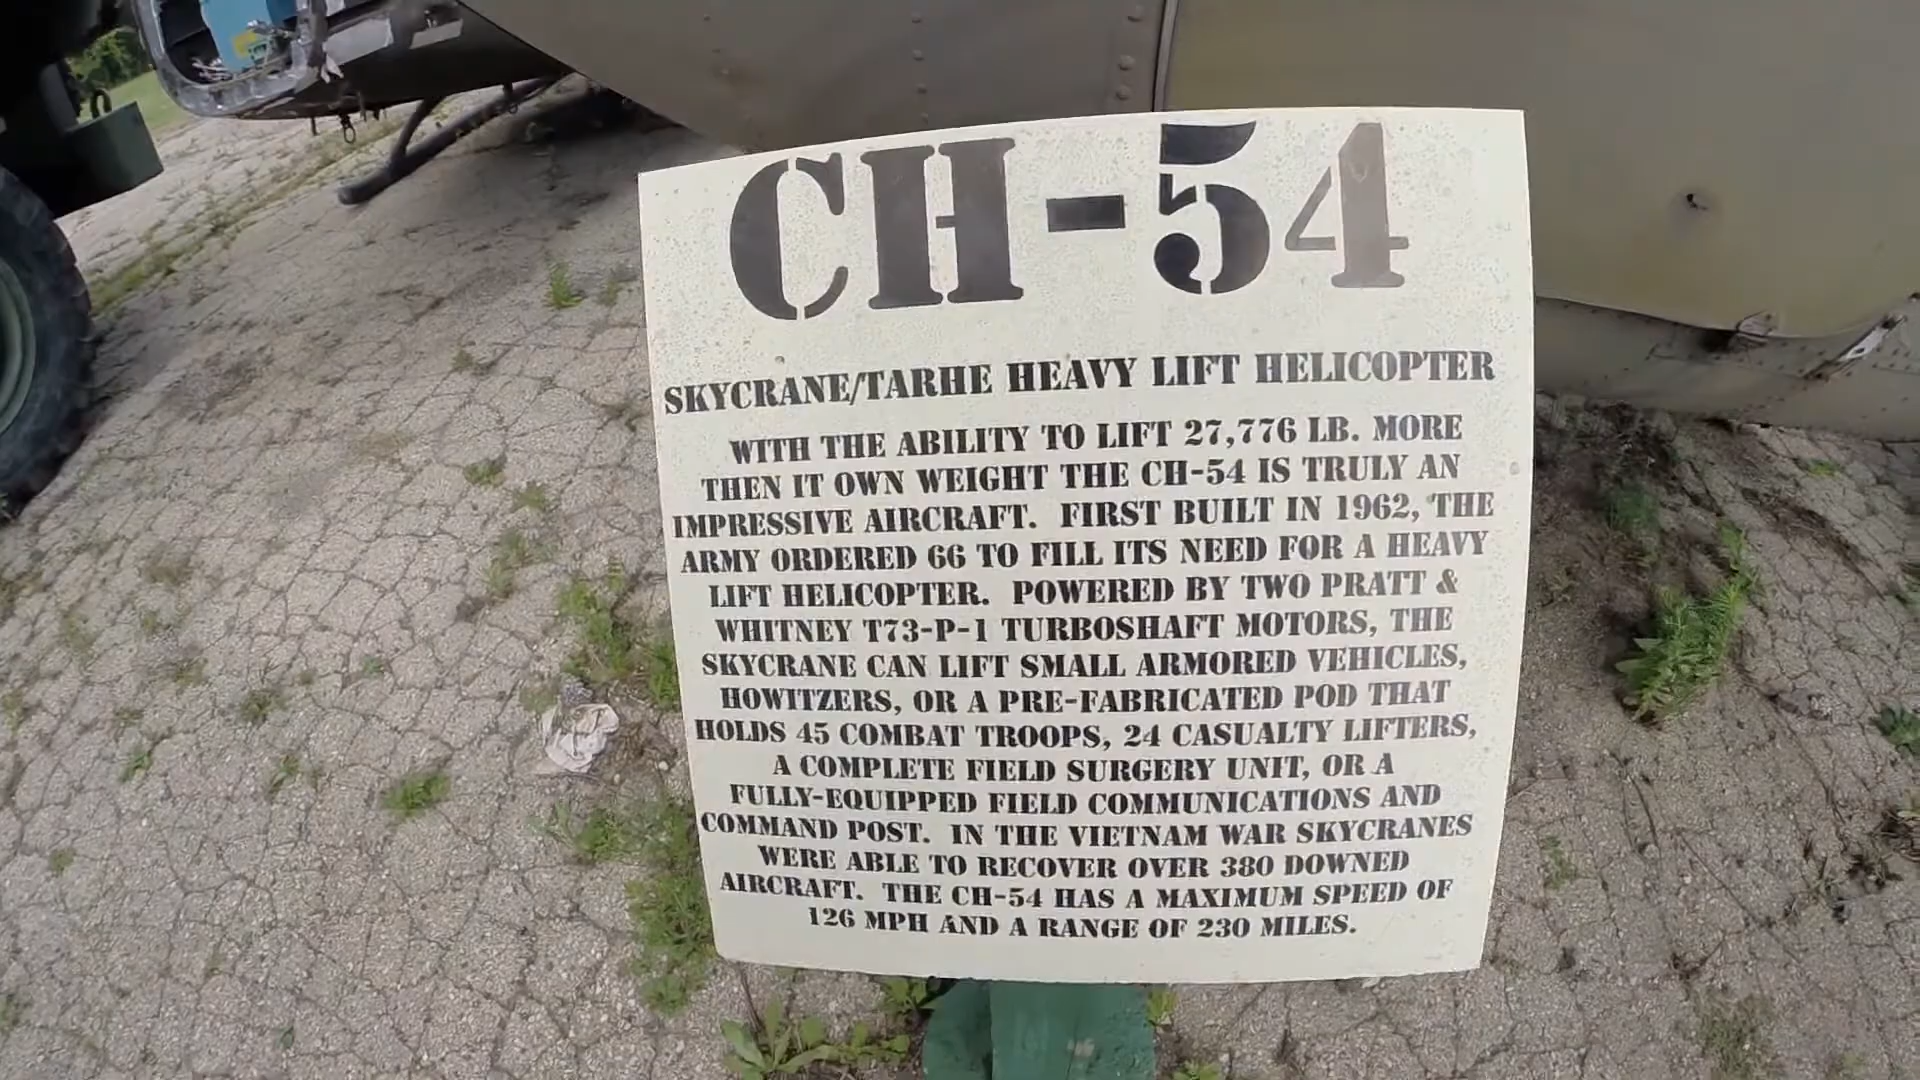 CH-54
SKYCRANE/TARHE HEAVY LIFT HELICOPTER
WITH THE ABILITY TO LIFT 27,776 LB. MORE
THEN IT OWN WEIGHT THE CH-54 IS TRULY AN
IMPRESSIVE AIRCRAFT. FIRST BUILT IN 1962, THE
ARMY ORDERED 66 TO FILL ITS NEED FOR A HEAVY
LIFT HELICOPTER. POWERED BY TWO PRATT &
WHITNEY T73-P-1 TURBOSHAFT MOTORS, THE
SKYCRANE CAN LIFT SMALL ARMORED VEHICLES,
HOWITZERS, OR A PRE-FABRICATED POD THAT
HOLDS 45 COMBAT TROOPS, 24 CASUALTY LIFTERS,
A COMPLETE FIELD SURGERY UNIT, OR A
FULLY-EQUIPPED FIELD COMMUNICATIONS AND
COMMAND POST. IN THE VIETNAM WAR SKYCRANES
WERE ABLE TO RECOVER OVER 380 DOWNED
AIRCRAFT. THE CH-54 HAS A MAXIMUM SPEED OF
126 MPH AND A RANGE OF 230 MILES.